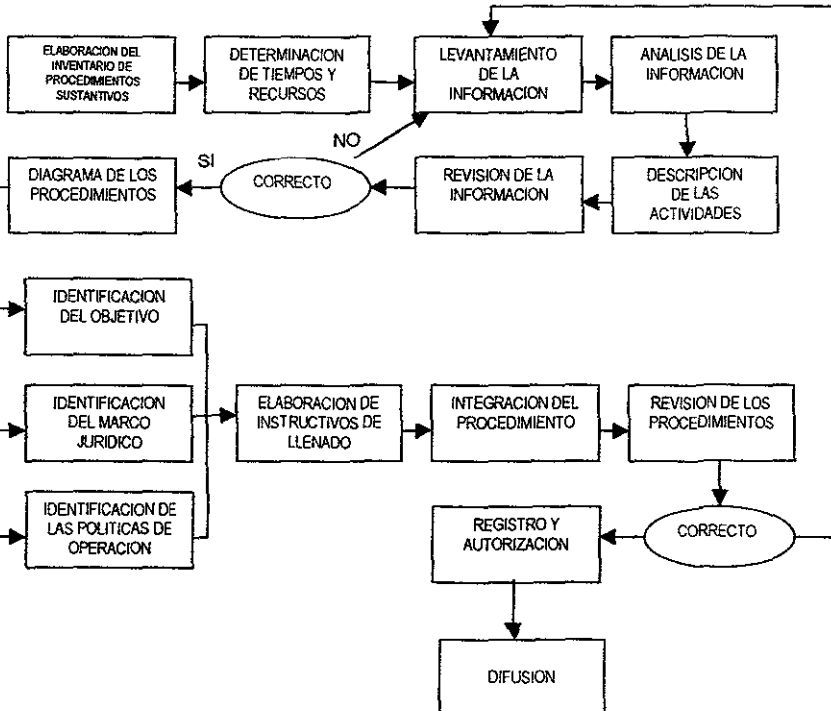 ELABORACION DEL
INVENTARIO DE
PROCEDIMIENTOS
SUSTANTIVOS
DETERMINACION
DE TIEMPOS Y
RECURSOS
LEVANTAMIENTO
DE LA
INFORMACION
ANALISIS DE LA
INFORMACION
NO
SI
DIAGRAMA DE LOS
PROCEDIMIENTOS
CORRECTO
REVISION DE LA
INFORMACION
DESCRIPCION
DE LAS
ACTIVIDADES
IDENTIFICACION
DEL OBJETIVO
IDENTIFICACION
DEL MARCO
JURIDICO
ELABORACION DE
INSTRUCTIVOS DE
LLENADO
INTEGRACION DEL
PROCEDIMIENTO
REVISION DE LOS
PROCEDIMIENTOS
IDENTIFICACION DE
LAS POLITICAS DE
OPERACION
REGISTRO Y
AUTORIZACION
CORRECTO
DIFUSION